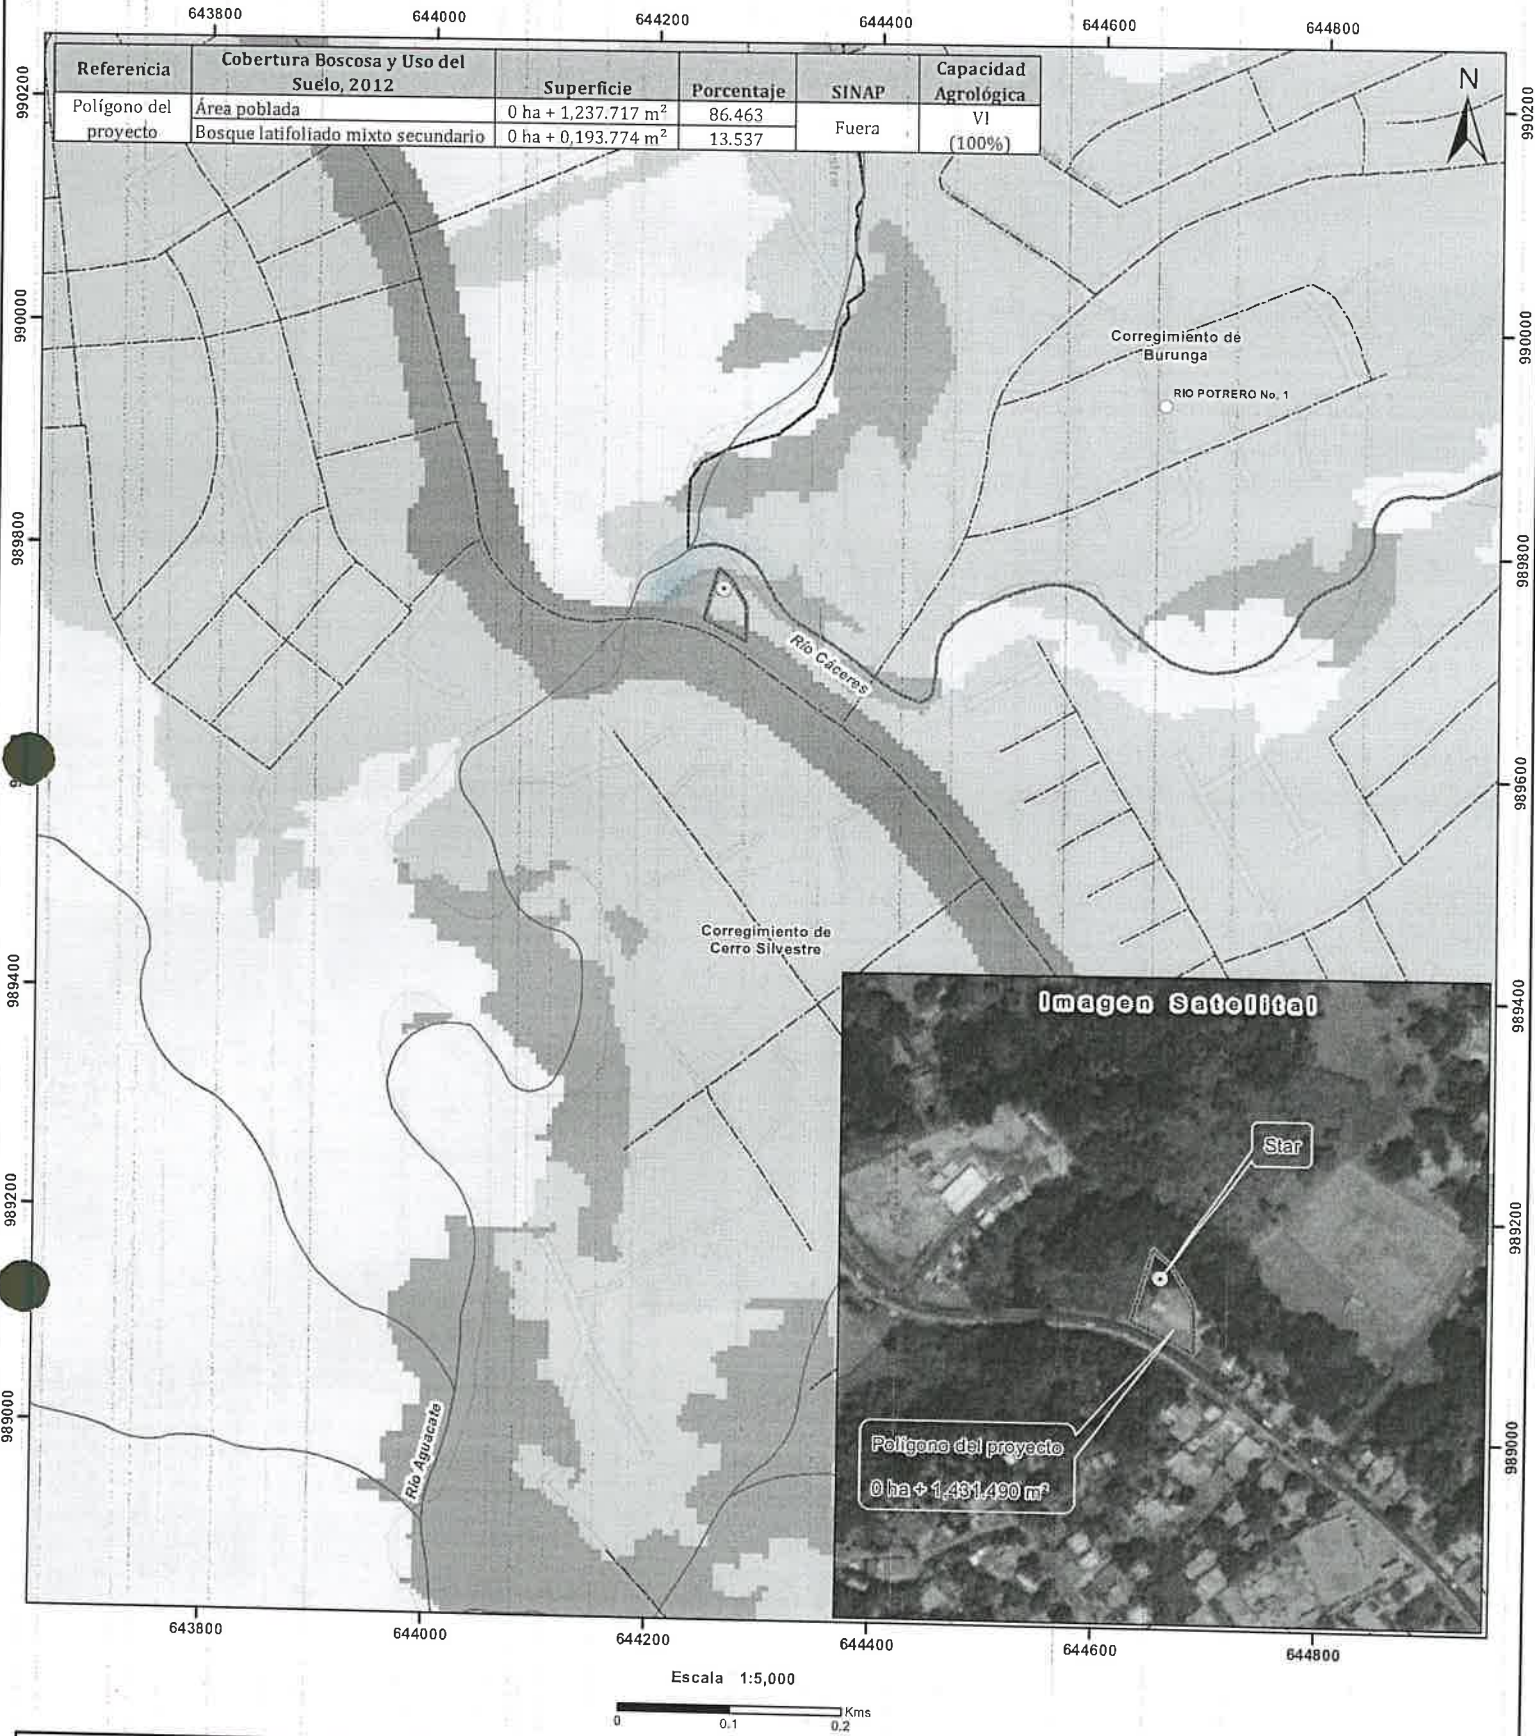 643800 644000 644200 644400 644600 644800
Referencia Cobertura Boscosa y Uso del Suelo, 2012 Superficie Porcentaje SINAP Capacidad Agrológica
Polígono del proyecto Área poblada 0 ha + 1,237.717 m² 86.463 Fuera VI (100%)
Bosque latifoliado mixto secundario 0 ha + 0,193.774 m² 13.537
N
990200 990200
990000 990000
Corregimiento de
Burunga
RIO POTRERO No. 1
989800 989800
Río Cáceres
989600
Corregimiento de
Cerro Silvestre
989400 989400
Imagen Satelital
Star
989200 989200
Polígono del proyecto
0 ha + 1,431.490 m²
989000 989000
Río Aguacate
643800 644000 644200 644400 644600 644800
Escala 1:5,000
0 0.1 0.2 Kms